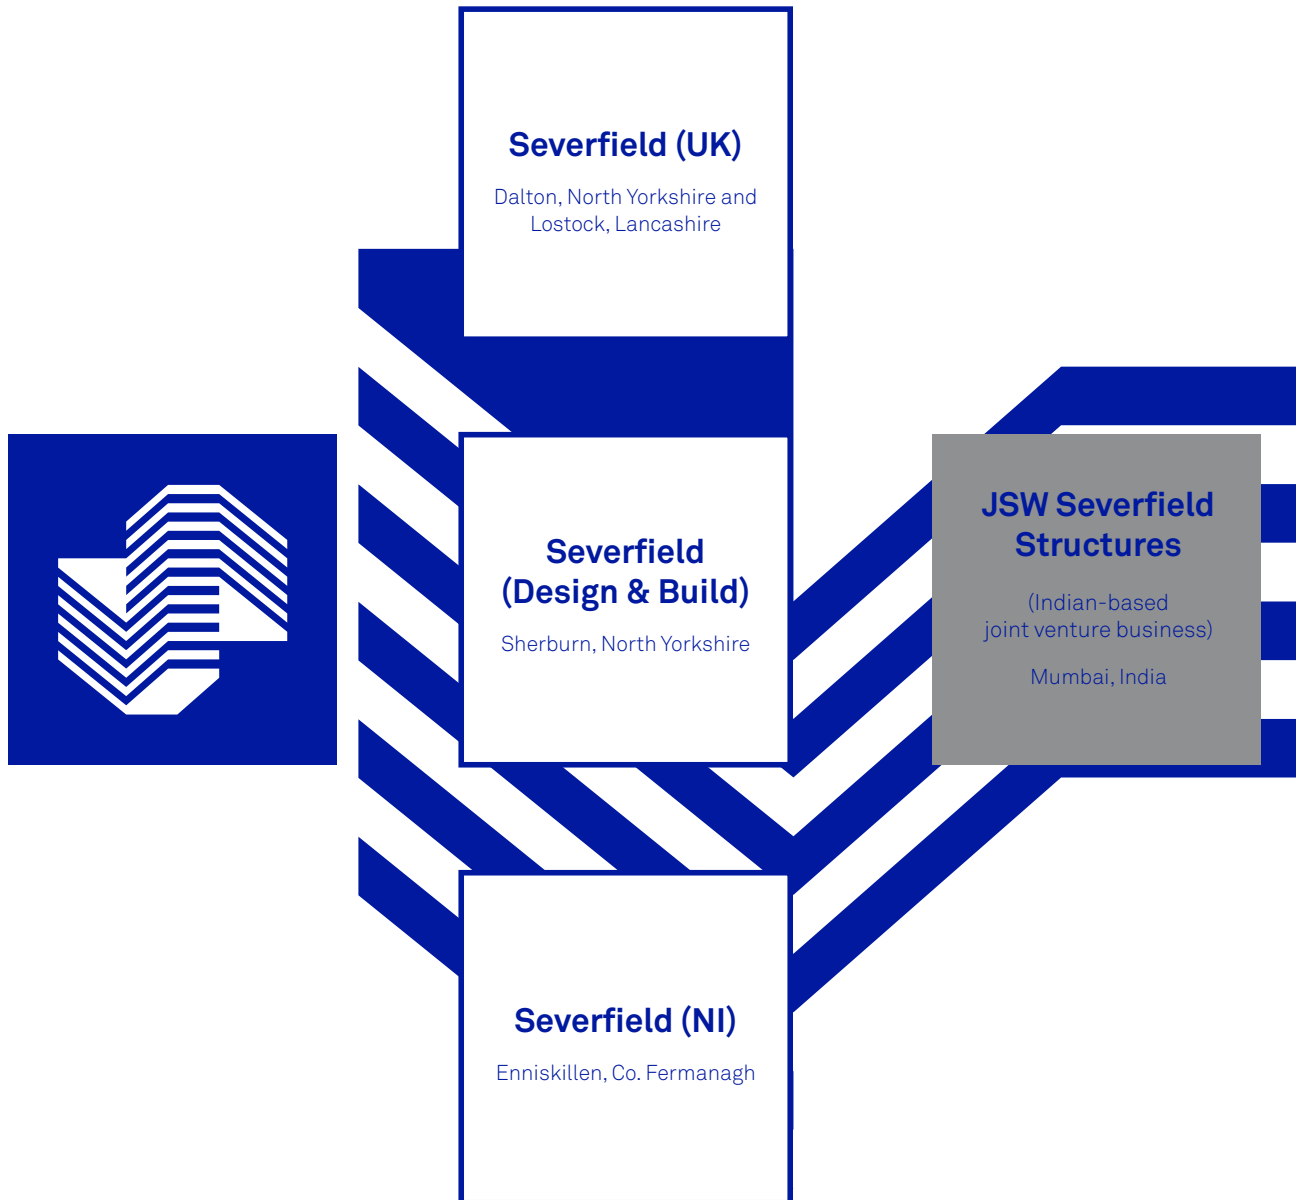 Severfield (UK)
Dalton, North Yorkshire and
Lostock, Lancashire
Severfield
(Design & Build)
Sherburn, North Yorkshire
JSW Severfield
Structures
(Indian-based
joint venture business)
Mumbai, India
Severfield (NI)
Enniskillen, Co. Fermanagh